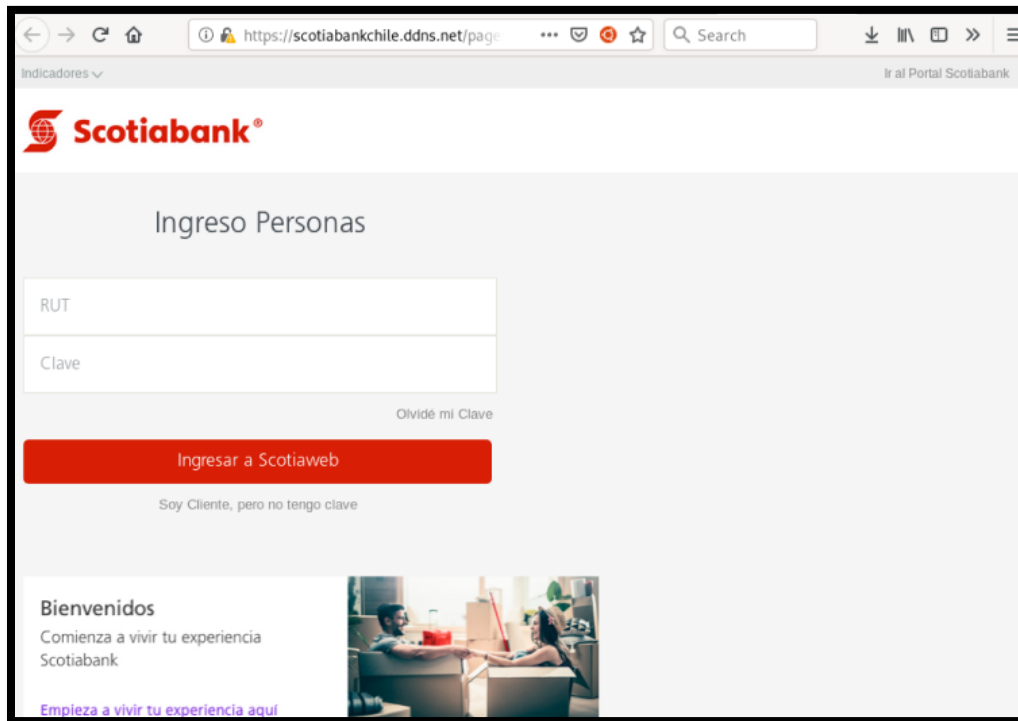 https://scotiabankchile.ddns.net/page
Search
Indicadores
Ir al Portal Scotiabank
Scotiabank®
Ingreso Personas
RUT
Clave
Olvidé mi Clave
Ingresar a Scotiaweb
Soy Cliente, pero no tengo clave
Bienvenidos
Comienza a vivir tu experiencia
Scotiabank
Empieza a vivir tu experiencia aquí